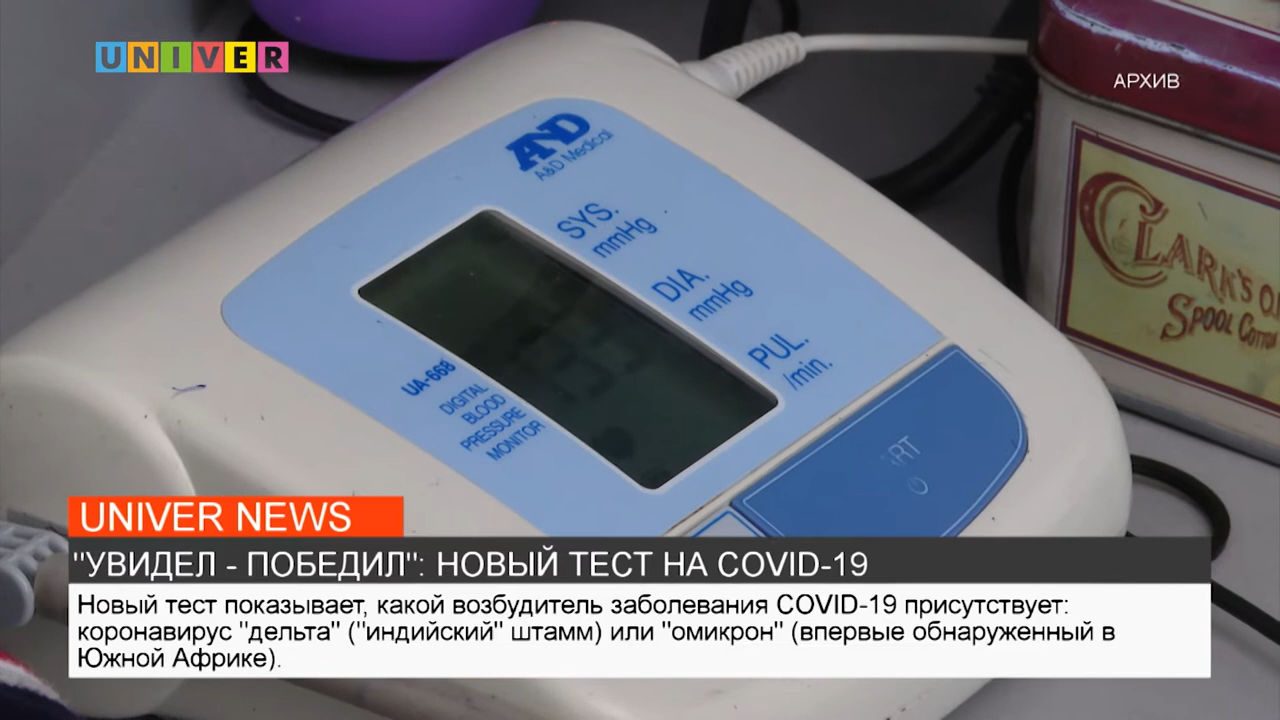 UNIVER
АРХИВ
AND
A&D Medical
SYS.
mmHg
DIA.
mmHg
PUL.
/min.
UA-668
DIGITAL
BLOOD
PRESSURE
MONITOR
CLARK'S
SPOOL
UNIVER NEWS
"УВИДЕЛ - ПОБЕДИЛ": НОВЫЙ ТЕСТ НА COVID-19
Новый тест показывает, какой возбудитель заболевания COVID-19 присутствует:
коронавирус "дельта" ("индийский" штамм) или "омикрон" (впервые обнаруженный в
Южной Африке).